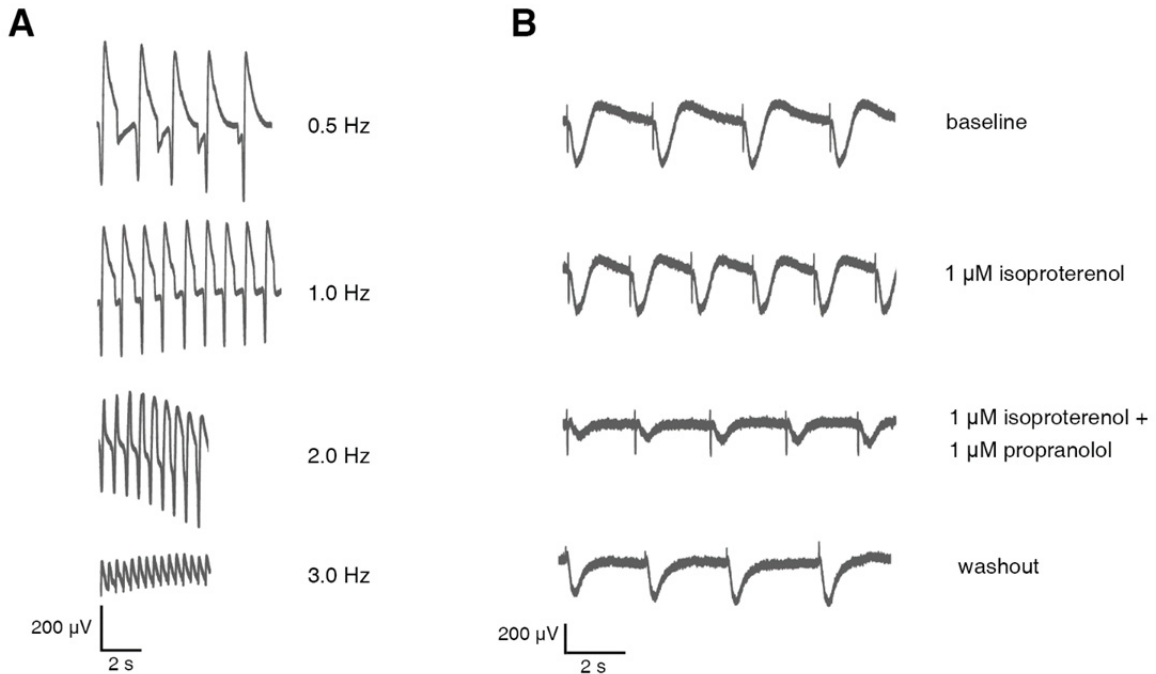 A
0.5 Hz
1.0 Hz
2.0 Hz
3.0 Hz
200 µV
2 s
B
baseline
1 µM isoproterenol
1 µM isoproterenol +
1 µM propranolol
washout
200 µV
2 s